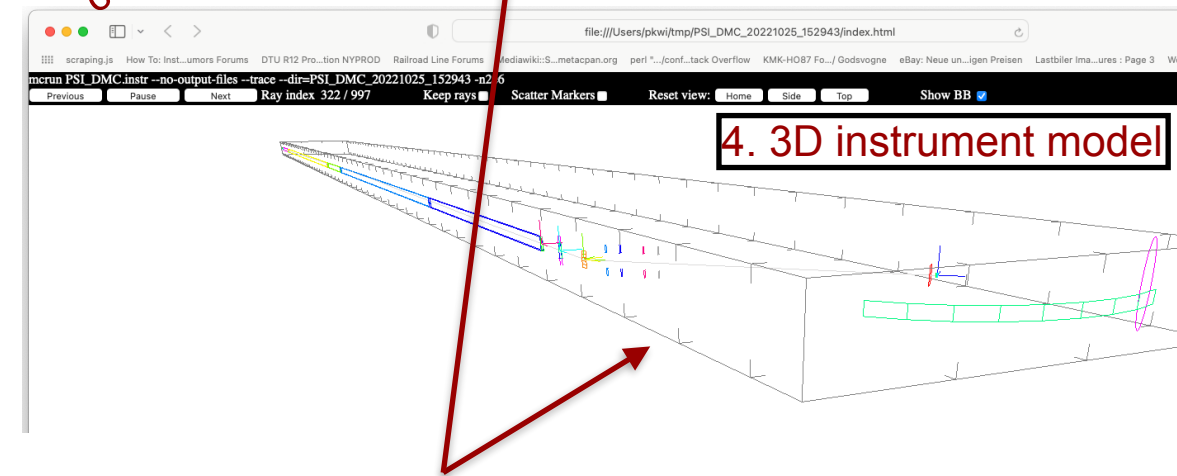 file:///Users/pkwi/tmp/PSI_DMC_20221025_152943/index.html
scraping.js How To: Inst...umors Forums DTU R12 Pro...tion NYPROD Railroad Line Forums Mediawiki::S...metacpan.org perl ".../conf...tack Overflow KMK-HO87 Fo.../ Godsvogne eBay: Neue un...igen Preisen Lastbiler Ima...ures : Page 3
mcrun PSI_DMC.instr --no-output-files --trace --dir=PSI_DMC_20221025_152943
Previous Pause Next Ray index 322 / 997 Keep rays Scatter Markers Reset view: Home Side Top Show BB
4. 3D instrument model